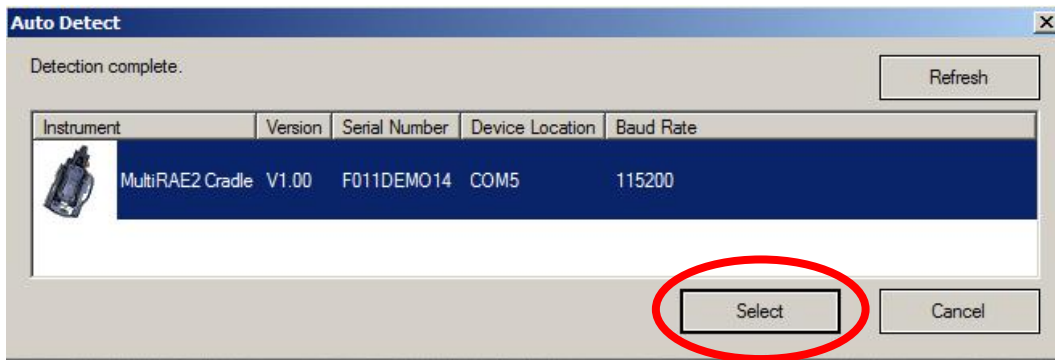 Auto Detect
Detection complete.
Refresh
Instrument Version Serial Number Device Location Baud Rate
MultiRAE2 Cradle V1.00 F011DEMO14 COM5 115200
Select Cancel